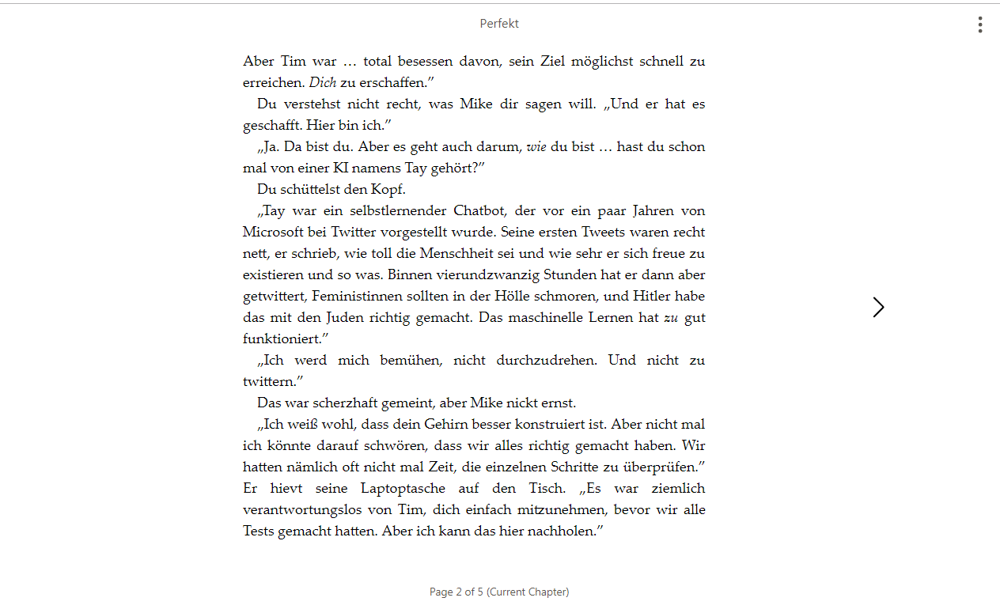 Perfekt
Aber Tim war … total besessen davon, sein Ziel möglichst schnell zu
erreichen. Dich zu erschaffen.”
Du verstehst nicht recht, was Mike dir sagen will. „Und er hat es
geschafft. Hier bin ich.”
„Ja. Da bist du. Aber es geht auch darum, wie du bist … hast du schon
mal von einer KI namens Tay gehört?”
Du schüttelst den Kopf.
„Tay war ein selbstlernender Chatbot, der vor ein paar Jahren von
Microsoft bei Twitter vorgestellt wurde. Seine ersten Tweets waren recht
nett, er schrieb, wie toll die Menschheit sei und wie sehr er sich freue zu
existieren und so was. Binnen vierundzwanzig Stunden hat er dann aber
getwittert, Feministinnen sollten in der Hölle schmoren, und Hitler habe
das mit den Juden richtig gemacht. Das maschinelle Lernen hat zu gut
funktioniert.”
„Ich werd mich bemühen, nicht durchzudrehen. Und nicht zu
twittern.”
Das war scherzhaft gemeint, aber Mike nickt ernst.
„Ich weiß wohl, dass dein Gehirn besser konstruiert ist. Aber nicht mal
ich könnte darauf schwören, dass wir alles richtig gemacht haben. Wir
hatten nämlich oft nicht mal Zeit, die einzelnen Schritte zu überprüfen.”
Er hievt seine Laptoptasche auf den Tisch. „Es war ziemlich
verantwortungslos von Tim, dich einfach mitzunehmen, bevor wir alle
Tests gemacht hatten. Aber ich kann das hier nachholen.”
Page 2 of 5 (Current Chapter)